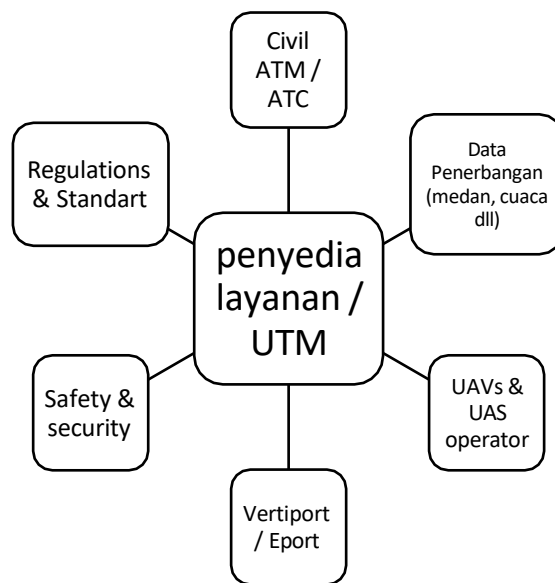 Civil
ATM /
ATC
Regulations
& Standart
Data
Penerbangan
(medan, cuaca
dll)
penyedia
layanan /
UTM
Safety &
security
UAVs &
UAS
operator
Vertiport
/ Eport